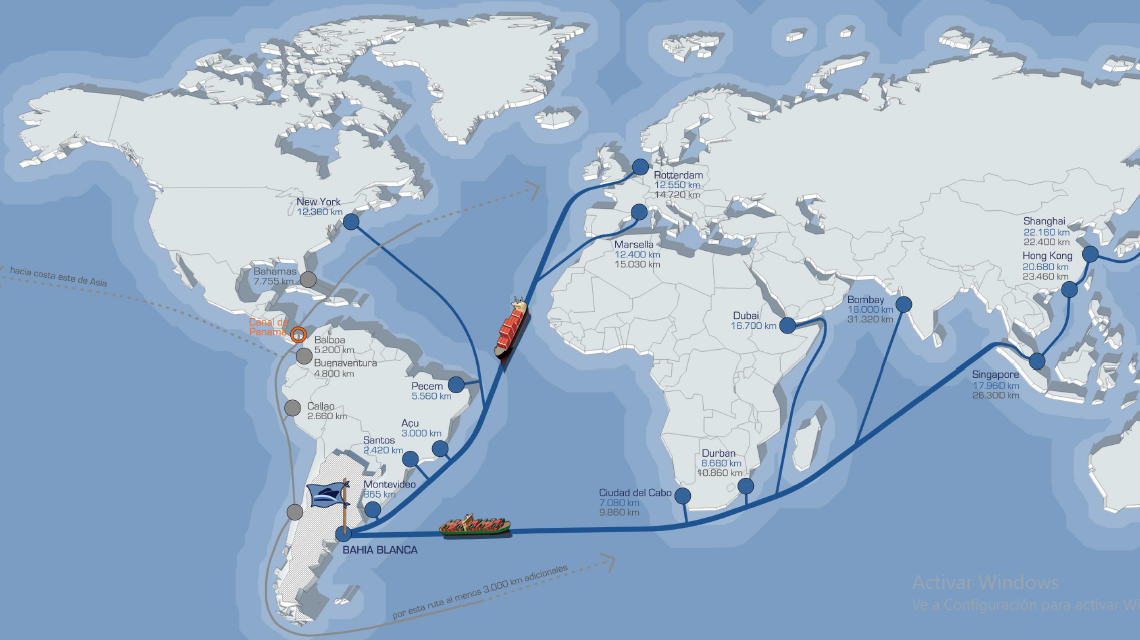 Rotterdam
12.550 km
14.720 km
New York
12.360 km
Marsella
12.400 km
15.030 km
Shanghai
22.160 km
22.400 km
Hong Kong
20.680 km
23.460 km
hacia costa este de Asia
Bahamas
7.755 km
Bombay
16.000 km
31.320 km
Dubai
16.700 km
Canal de
Panamá
Balboa
5.200 km
Buenaventura
4.800 km
Singapore
17.960 km
26.300 km
Pecem
5.560 km
Callao
2.660 km
Açu
3.000 km
Santos
2.420 km
Durban
8.680 km
10.860 km
Montevideo
865 km
Ciudad del Cabo
7.080 km
9.860 km
BAHIA BLANCA
por esta ruta al menos 3.000 km adicionales
Activar Windows
Ve a Configuración para activar